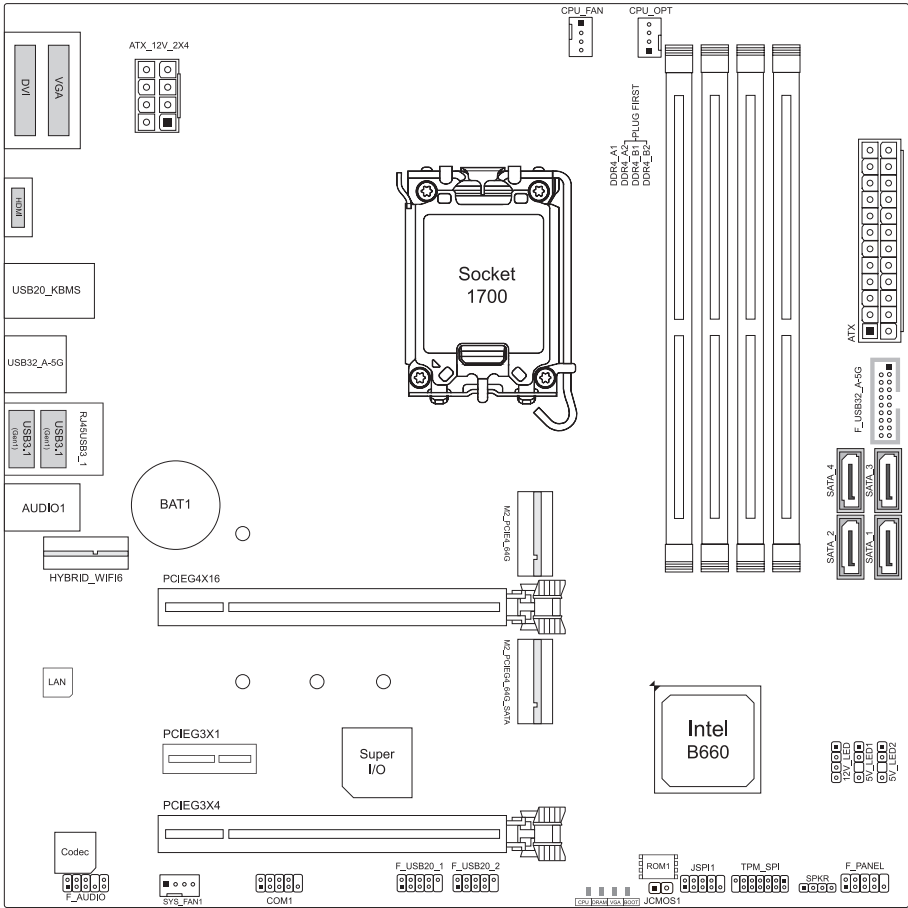 CPU_FAN
CPU_OPT
ATX_12V_2X4
DVI
VGA
PLUG FIRST
DDR4_A1
DDR4_A2
DDR4_B1
DDR4_B2
HDMI
Socket
1700
USB20_KBMS
ATX
USB32_A-5G
F_USB32_A-5G
USB3.1
(Gen1)
USB3.1
(Gen1)
RJ45USB3_1
SATA_4
SATA_3
AUDIO1
BAT1
M2_PCIE4_64G
SATA_2
SATA_1
HYBRID_WIFI6
PCIEG4X16
M2_PCIEG4_64G_SATA
LAN
Intel
B660
PCIEG3X1
Super
I/O
12V_LED
5V_LED1
5V_LED2
PCIEG3X4
Codec
F_USB20_1
F_USB20_2
ROM1
JSPI1
TPM_SPI
SPKR
F_PANEL
F_AUDIO
SYS_FAN1
COM1
CPU
DRAM
VGA
BOOT
JCMOS1